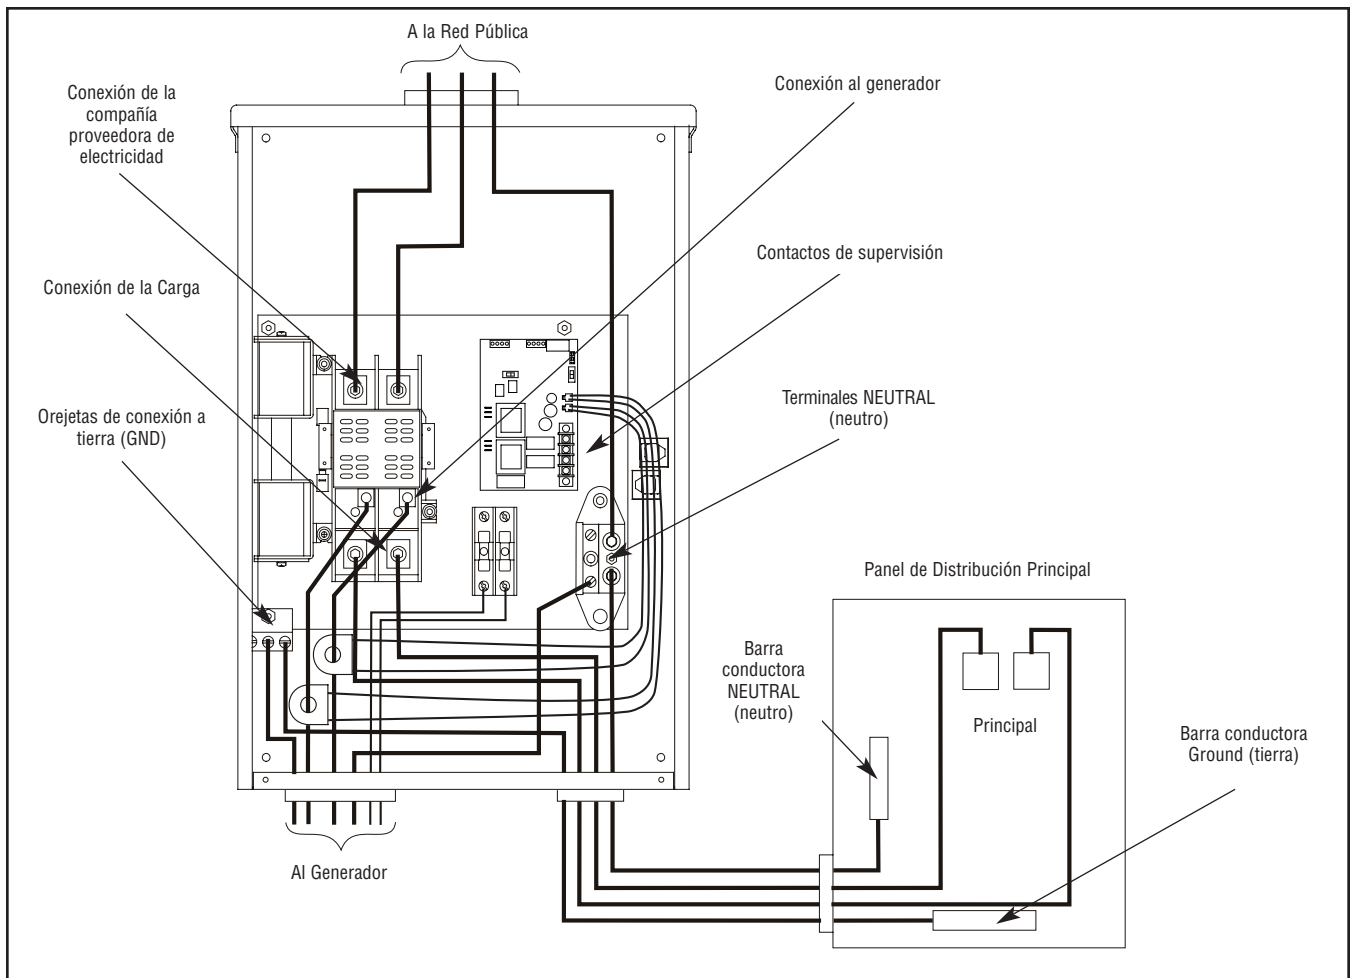 A la Red Pública
Conexión de la
compañía
proveedora de
electricidad
Conexión al generador
Contactos de supervisión
Conexión de la Carga
Terminales NEUTRAL
(neutro)
Orejetas de conexión a
tierra (GND)
Panel de Distribución Principal
Barra
conductora
NEUTRAL
(neutro)
Principal
Barra conductora
Ground (tierra)
Al Generador